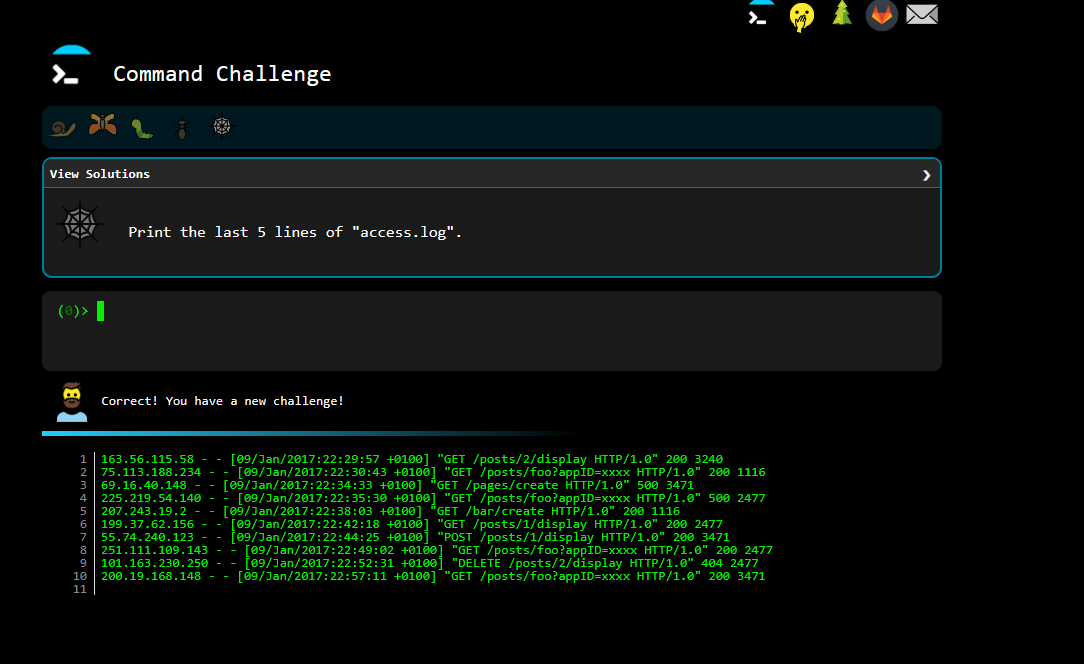 Command Challenge
View Solutions
Print the last 5 lines of "access.log".
(0)>
Correct! You have a new challenge!
1 163.56.115.58 - - [09/Jan/2017:22:29:57 +0100] "GET /posts/2/display HTTP/1.0" 200 3240
2 75.113.188.234 - - [09/Jan/2017:22:30:43 +0100] "GET /posts/foo?appID=xxxx HTTP/1.0" 200 1116
3 69.16.40.148 - - [09/Jan/2017:22:34:33 +0100] "GET /pages/create HTTP/1.0" 500 3471
4 225.219.54.140 - - [09/Jan/2017:22:35:30 +0100] "GET /posts/foo?appID=xxxx HTTP/1.0" 500 2477
5 207.243.19.2 - - [09/Jan/2017:22:38:03 +0100] "GET /bar/create HTTP/1.0" 200 1116
6 199.37.62.156 - - [09/Jan/2017:22:42:18 +0100] "GET /posts/1/display HTTP/1.0" 200 2477
7 55.74.240.123 - - [09/Jan/2017:22:44:25 +0100] "POST /posts/1/display HTTP/1.0" 200 3471
8 251.111.109.143 - - [09/Jan/2017:22:49:02 +0100] "GET /posts/foo?appID=xxxx HTTP/1.0" 200 2477
9 101.163.230.250 - - [09/Jan/2017:22:52:31 +0100] "DELETE /posts/2/display HTTP/1.0" 404 2477
10 200.19.168.148 - - [09/Jan/2017:22:57:11 +0100] "GET /posts/foo?appID=xxxx HTTP/1.0" 200 3471
11